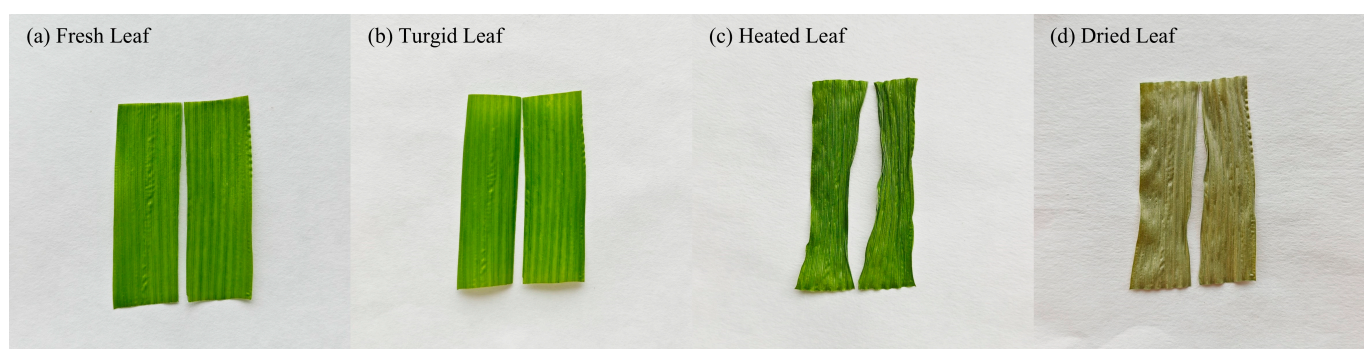 (a) Fresh Leaf
(b) Turgid Leaf
(c) Heated Leaf
(d) Dried Leaf